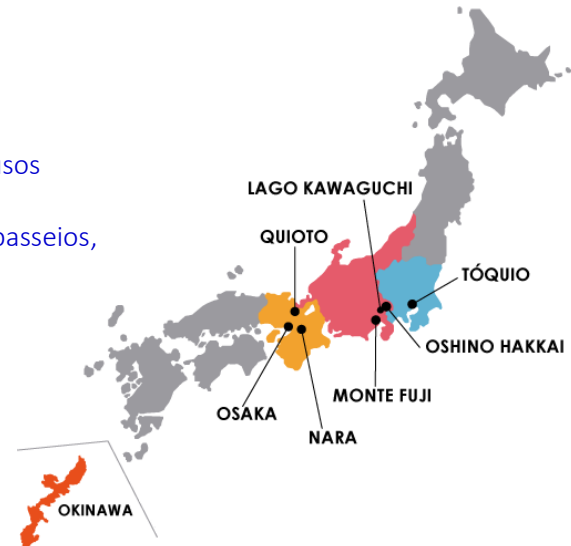 sos
passeios,
LAGO KAWAGUCHI
QUIOTO
TÓQUIO
OSHINO HAKKAI
MONTE FUJI
OSAKA
NARA
OKINAWA